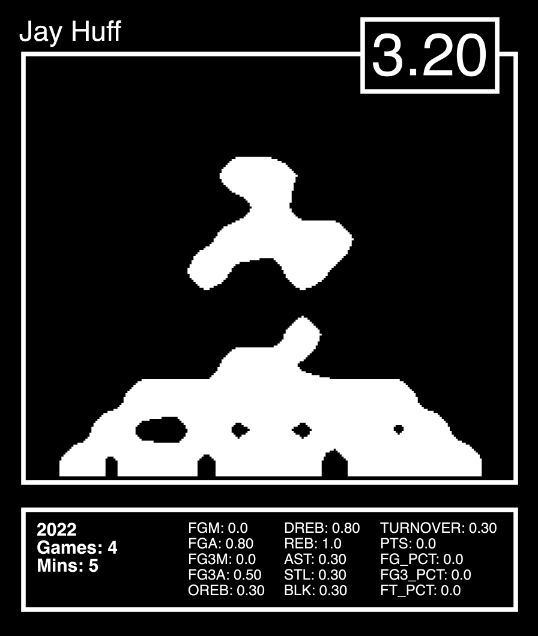 Jay Huff
3.20
2022
Games: 4
Mins: 5
FGM: 0.0
FGA: 0.80
FG3M: 0.0
FG3A: 0.50
OREB: 0.30
DREB: 0.80
REB: 1.0
AST: 0.30
STL: 0.30
BLK: 0.30
TURNOVER: 0.30
PTS: 0.0
FG_PCT: 0.0
FG3_PCT: 0.0
FT_PCT: 0.0